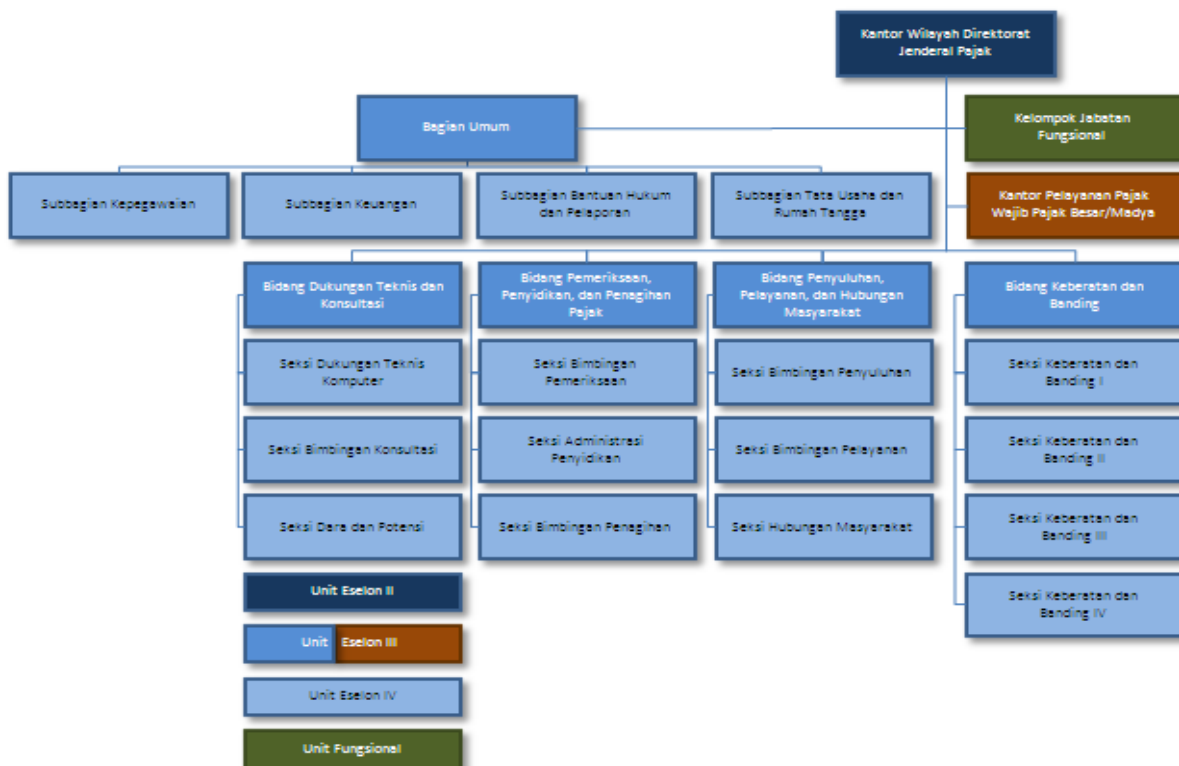 Kantor Wilayah Direktorat
Jenderal Pajak
Bagian Umum
Kelompok Jabatan
Fungsional
Subbagian Kepegawaian
Subbagian Keuangan
Subbagian Bantuan Hukum
dan Pelaporan
Subbagian Tata Usaha dan
Rumah Tangga
Kantor Pelayanan Pajak
Wajib Pajak Besar/Madya
Bidang Dukungan Teknis dan
Konsultasi
Bidang Pemeriksaan,
Penyidikan, dan Penagihan
Pajak
Bidang Penyuluhan,
Pelayanan, dan Hubungan
Masyarakat
Bidang Keberatan dan
Banding
Seksi Dukungan Teknis
Komputer
Seksi Bimbingan
Pemeriksaan
Seksi Bimbingan Penyuluhan
Seksi Keberatan dan
Banding I
Seksi Bimbingan Konsultasi
Seksi Administrasi
Penyidikan
Seksi Bimbingan Pelayanan
Seksi Keberatan dan
Banding II
Seksi Dara dan Potensi
Seksi Bimbingan Penagihan
Seksi Hubungan Masyarakat
Seksi Keberatan dan
Banding III
Seksi Keberatan dan
Banding IV
Unit Eselon II
Unit Eselon III
Unit Eselon IV
Unit Fungsional